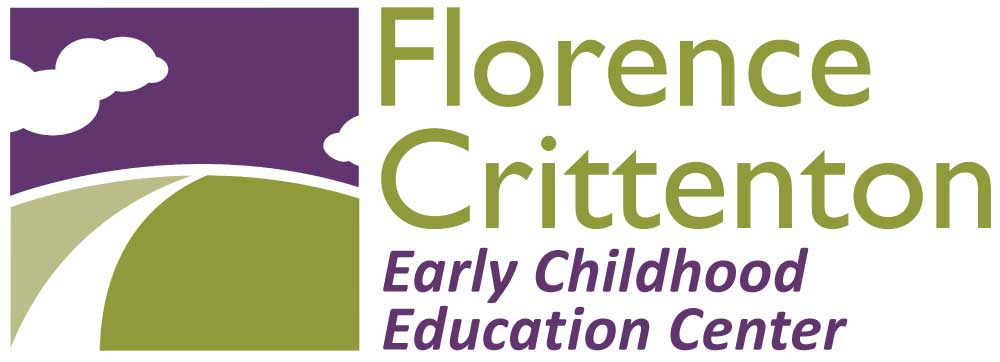 Florence
Crittenton
Early Childhood
Education Center